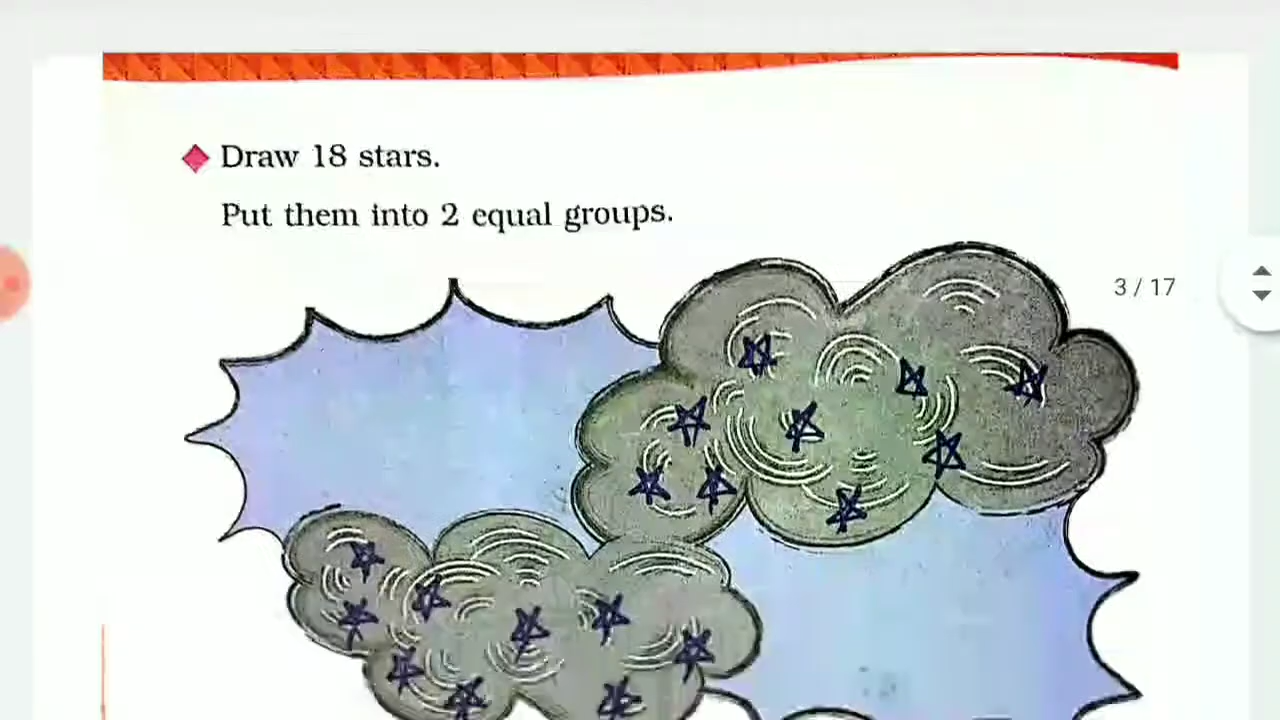 Draw 18 stars.
Put them into 2 equal groups.
3 / 17